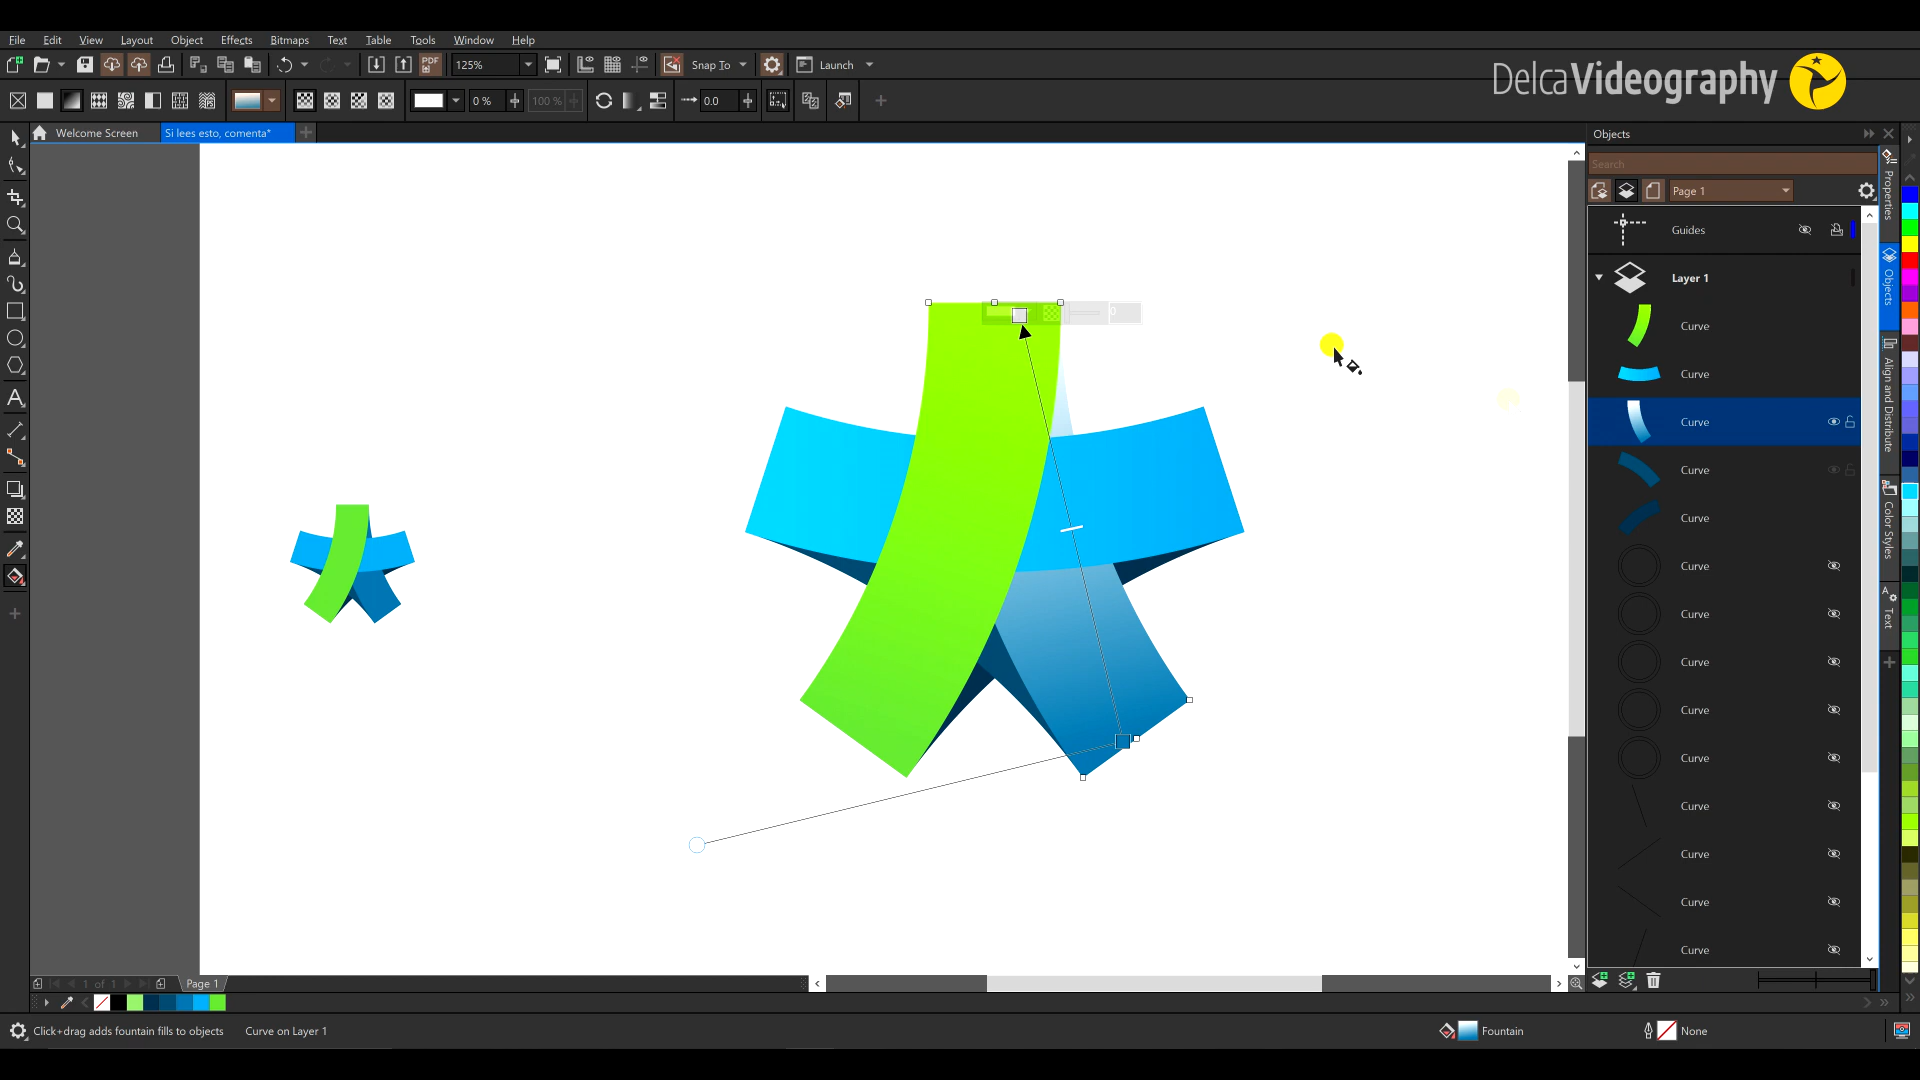 File Edit View Layout Object Effects Bitmaps Text Table Tools Window Help
PDF 125% Snap To Launch
DelcaVideography
0 % 100 % 0.0
Welcome Screen Si lees esto, comenta*
Objects
Search
Page 1
Guides
Layer 1
Curve
Curve
Curve
Curve
Curve
Curve
Curve
Curve
Curve
Curve
Curve
Curve
Curve
Curve
Properties
Objects
Align and Distribute
Color Styles
Text
0
1 of 1 Page 1
Click+drag adds fountain fills to objects Curve on Layer 1 Fountain None